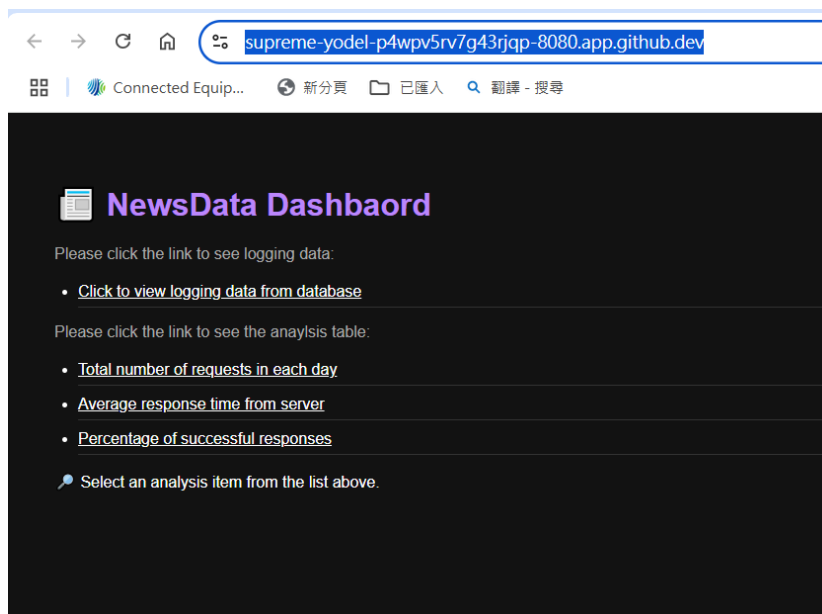 supreme-yodel-p4wpv5rv7g43rjqp-8080.app.github.dev
Connected Equip... 新分頁 已匯入 翻譯 - 搜尋
NewsData Dashbaord
Please click the link to see logging data:
• Click to view logging data from database
Please click the link to see the anaylsis table:
• Total number of requests in each day
• Average response time from server
• Percentage of successful responses
🔎 Select an analysis item from the list above.